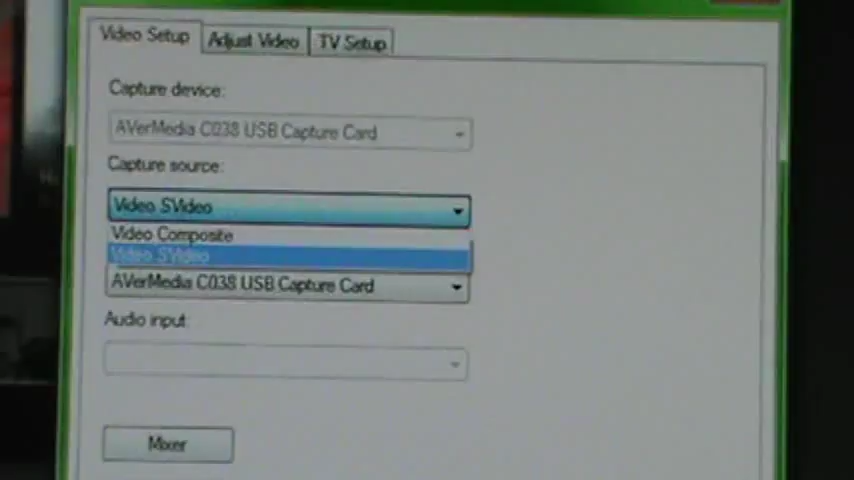 Video Setup
Adjust Video
TV Setup
Capture device:
AVerMedia C038 USB Capture Card
Capture source:
Video SVideo
Video Composite
Video SVideo
AVerMedia C038 USB Capture Card
Audio input:
Mixer